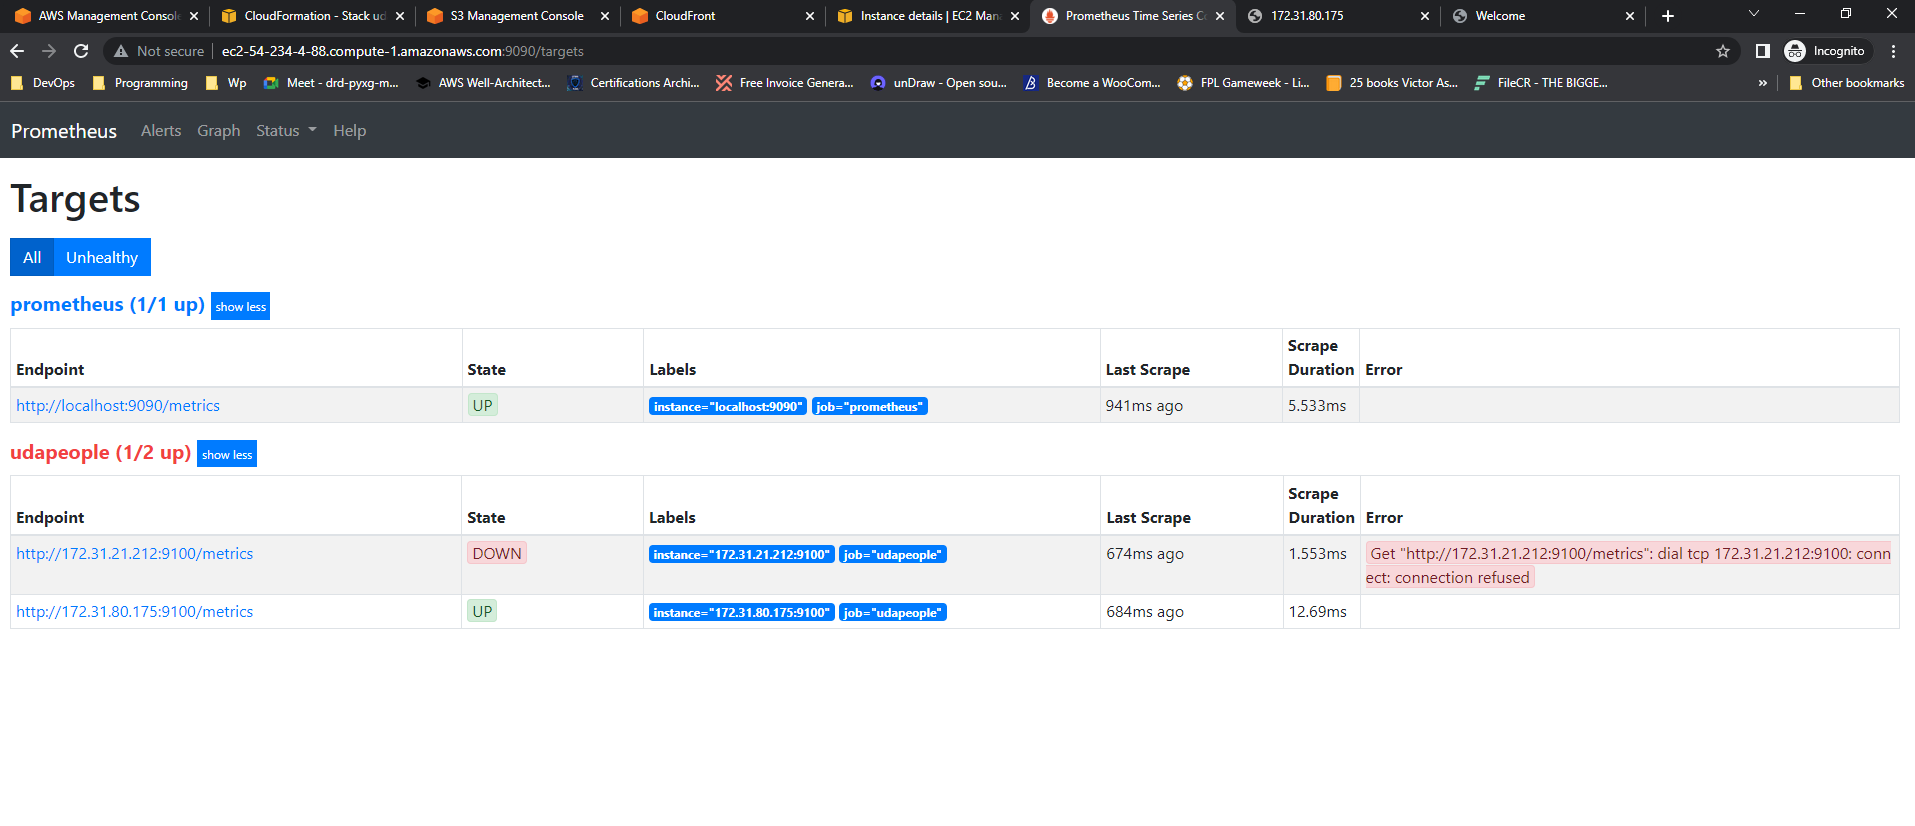 AWS Management Console
CloudFormation - Stack ud
S3 Management Console
CloudFront
Instance details | EC2 Man
Prometheus Time Series Co
172.31.80.175
Welcome
Not secure
ec2-54-234-4-88.compute-1.amazonaws.com:9090/targets
Incognito
DevOps
Programming
Wp
Meet - drd-pyxg-m...
AWS Well-Architect...
Certifications Archi...
Free Invoice Genera...
unDraw - Open sou...
Become a WooCom...
FPL Gameweek - Li...
25 books Victor As...
FileCR - THE BIGGE...
»
Other bookmarks
Prometheus Alerts Graph Status Help
Targets
All Unhealthy
prometheus (1/1 up) show less
Endpoint State Labels Last Scrape Scrape Duration Error
http://localhost:9090/metrics UP instance="localhost:9090" job="prometheus" 941ms ago 5.533ms
udapeople (1/2 up) show less
Endpoint State Labels Last Scrape Scrape Duration Error
http://172.31.21.212:9100/metrics DOWN instance="172.31.21.212:9100" job="udapeople" 674ms ago 1.553ms Get "http://172.31.21.212:9100/metrics": dial tcp 172.31.21.212:9100: conn
ect: connection refused
http://172.31.80.175:9100/metrics UP instance="172.31.80.175:9100" job="udapeople" 684ms ago 12.69ms